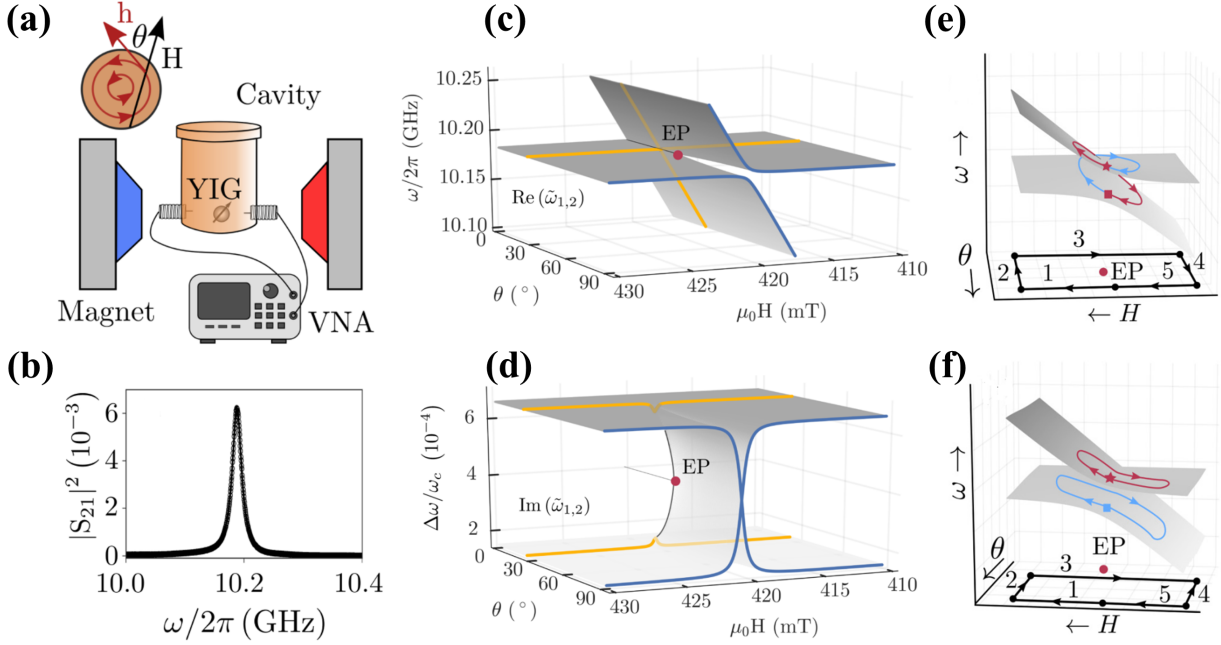 (a)
h
θ
H
Cavity
YIG
Magnet
VNA
(b)
|S₂₁|² (10⁻³)
6
4
2
0
10.0
10.2
10.4
ω/2π (GHz)
(c)
ω/2π (GHz)
10.25
10.20
10.15
10.10
EP
Re (ω̃₁,₂)
0
30
60
90
θ (°)
430
425
420
415
410
μ₀H (mT)
(d)
Δω/ω_c (10⁻⁴)
6
4
2
EP
Im (ω̃₁,₂)
0
30
60
90
θ (°)
430
425
420
415
410
μ₀H (mT)
(e)
ω →
θ →
3
2
1
EP
5
4
← H
(f)
ω →
θ
EP
3
2
1
5
4
← H